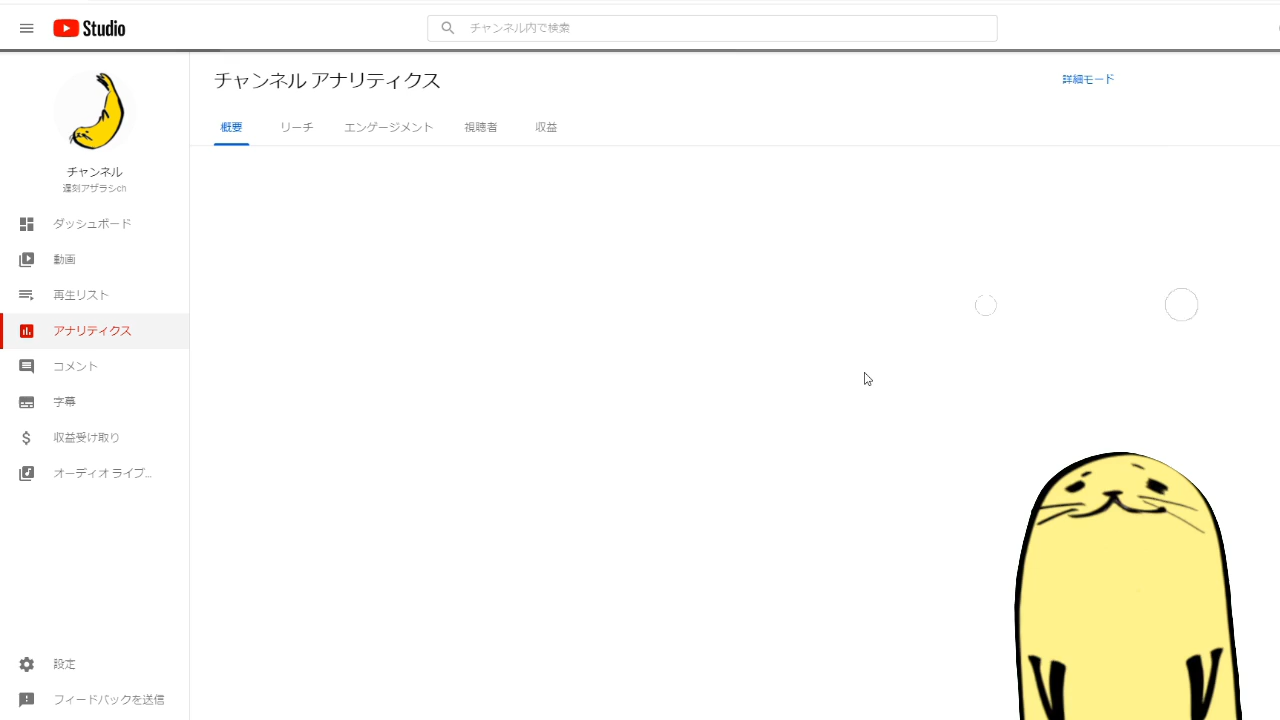 Studio
チャンネル内で検索
チャンネル アナリティクス
詳細モード
概要
リーチ
エンゲージメント
視聴者
収益
チャンネル
遅刻アザラシch
ダッシュボード
動画
再生リスト
アナリティクス
コメント
字幕
収益受け取り
オーディオ ライブ...
設定
フィードバックを送信